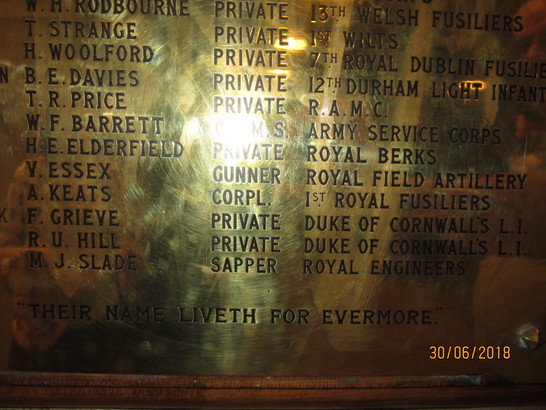 W. H. RODBOURNE PRIVATE 13TH WELSH FUSILIERS
T. STRANGE PRIVATE 1ST WILTS
H. WOOLFORD PRIVATE 7TH ROYAL DUBLIN FUSILIE
N B. E. DAVIES PRIVATE 12TH DURHAM LIGHT INFANT
T. R. PRICE PRIVATE R.A.M.C.
W. F. BARRETT M.S. ARMY SERVICE CORPS
H. E. ELDERFIELD PRIVATE ROYAL BERKS
V. ESSEX GUNNER ROYAL FIELD ARTILLERY
A. KEATS CORPL. 1ST ROYAL FUSILIERS
K F. GRIEVE PRIVATE DUKE OF CORNWALL'S L.I.
R. U. HILL PRIVATE DUKE OF CORNWALL'S L.I.
M. J. SLADE SAPPER ROYAL ENGINEERS
"THEIR NAME LIVETH FOR EVERMORE."
30/06/2018